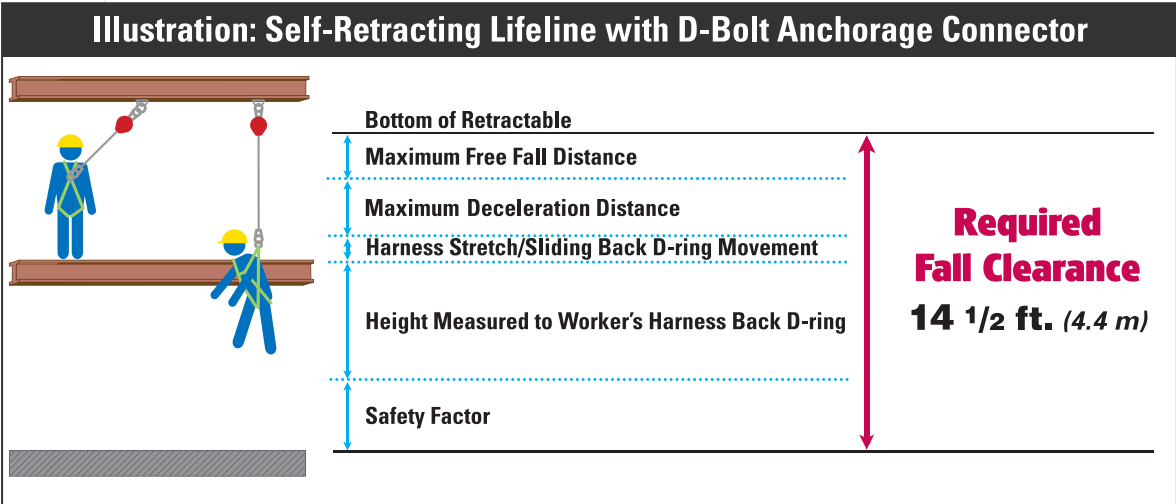 Illustration: Self-Retracting Lifeline with D-Bolt Anchorage Connector
Bottom of Retractable
Maximum Free Fall Distance
Maximum Deceleration Distance
Harness Stretch/Sliding Back D-ring Movement
Height Measured to Worker's Harness Back D-ring
Safety Factor
Required
Fall Clearance
14 1/2 ft. (4.4 m)